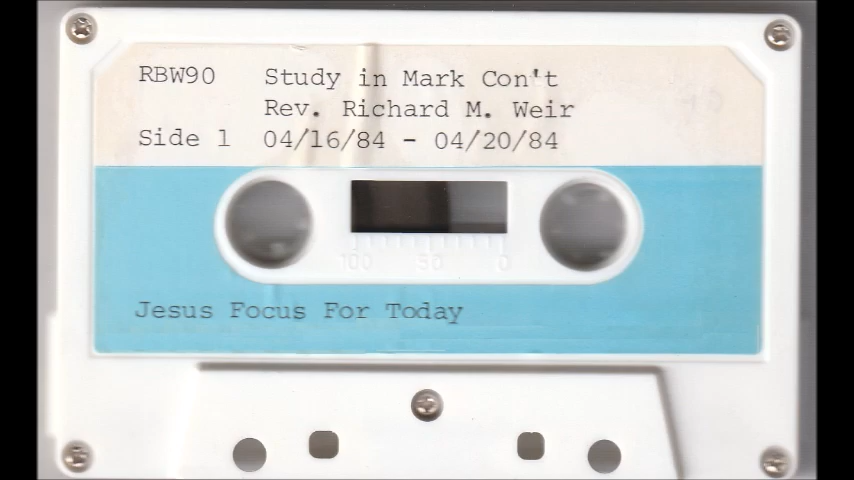 RBW90 Study in Mark Con't
Rev. Richard M. Weir
Side 1 04/16/84 - 04/20/84
100 50 0
Jesus Focus For Today